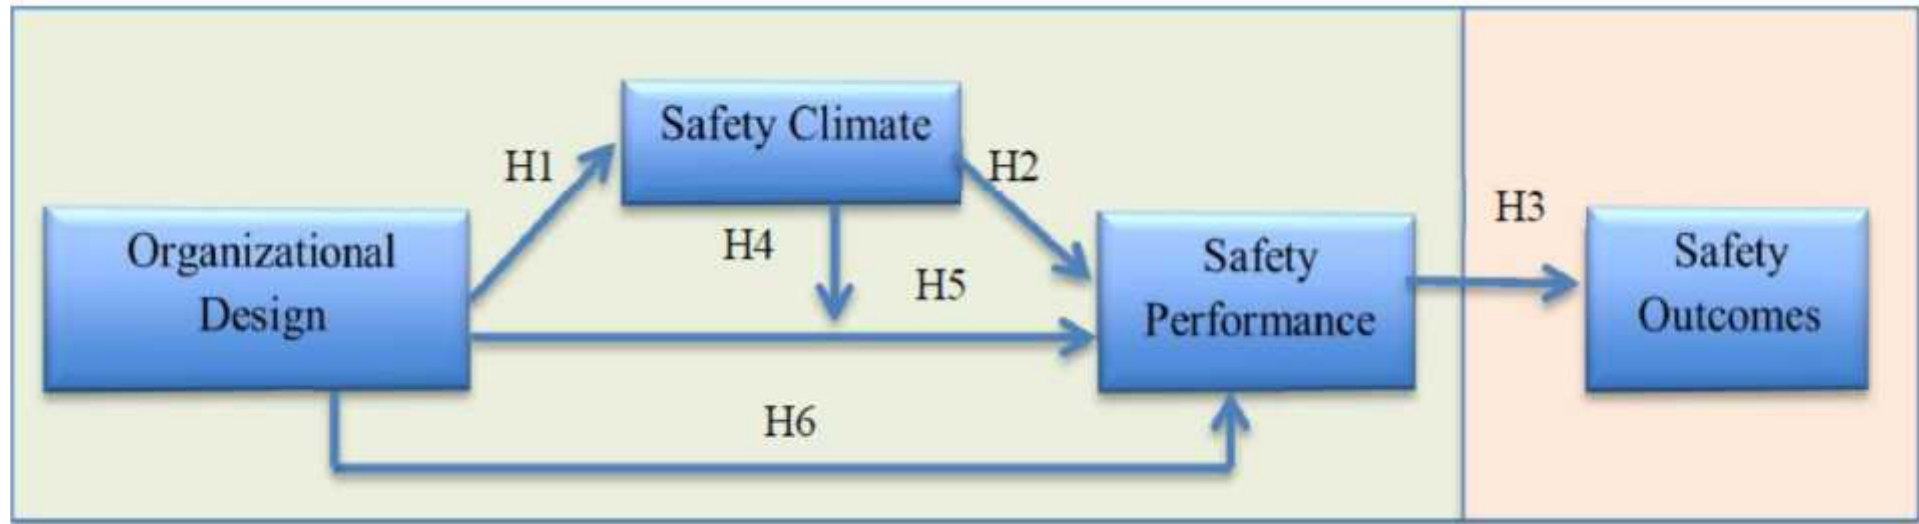 Safety Climate
H1
H2
H3
Organizational
Design
H4
H5
Safety
Performance
Safety
Outcomes
H6